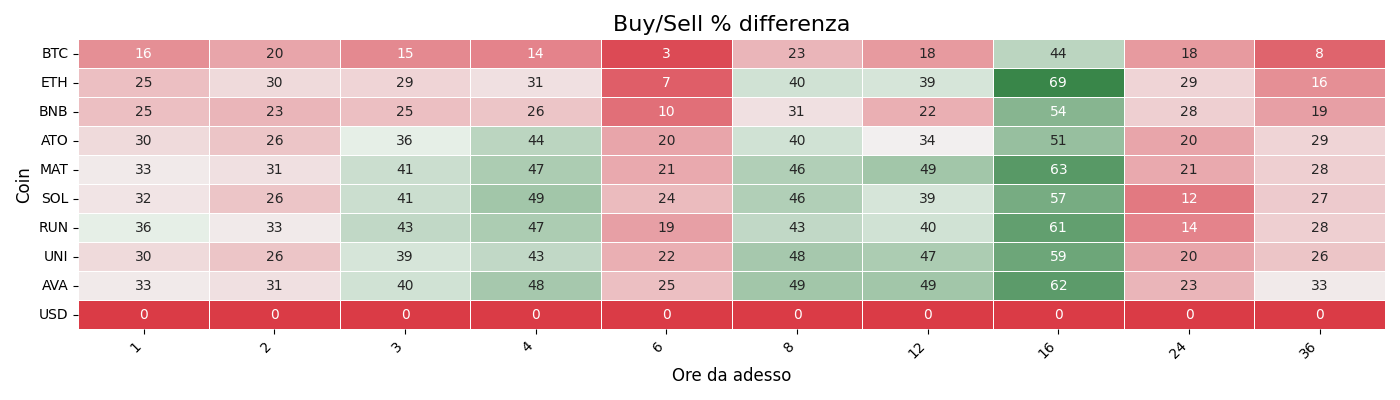 Buy/Sell % differenza
Coin
BTC 16 20 15 14 3 23 18 44 18 8
ETH 25 30 29 31 7 40 39 69 29 16
BNB 25 23 25 26 10 31 22 54 28 19
ATO 30 26 36 44 20 40 34 51 20 29
MAT 33 31 41 47 21 46 49 63 21 28
SOL 32 26 41 49 24 46 39 57 12 27
RUN 36 33 43 47 19 43 40 61 14 28
UNI 30 26 39 43 22 48 47 59 20 26
AVA 33 31 40 48 25 49 49 62 23 33
USD 0 0 0 0 0 0 0 0 0 0
1 2 3 4 6 8 12 16 24 36
Ore da adesso